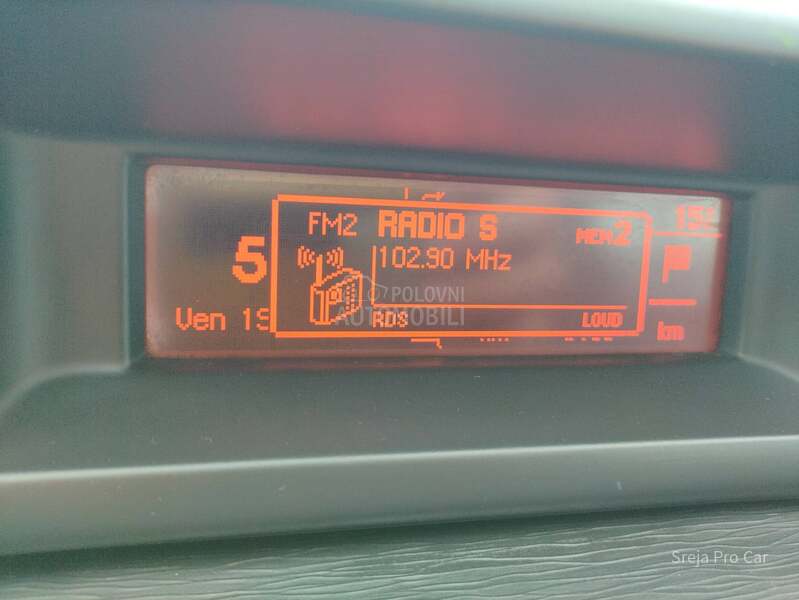 FM2 RADIO S MEM2
102.90 MHz
5
Ven
RDS LOUD
km
POLOVNI
AUTOMOBILI
Sreja Pro Car